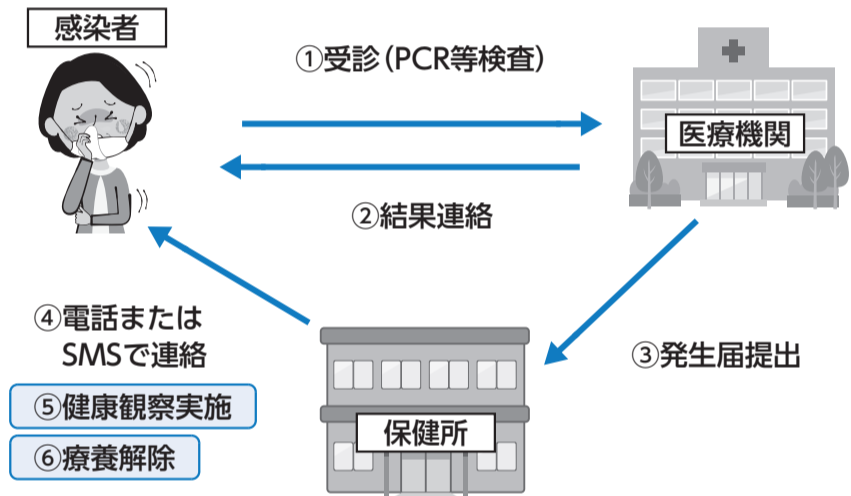 感染者
①受診(PCR等検査)
医療機関
②結果連絡
③発生届提出
④電話または
SMSで連絡
⑤健康観察実施
⑥療養解除
保健所